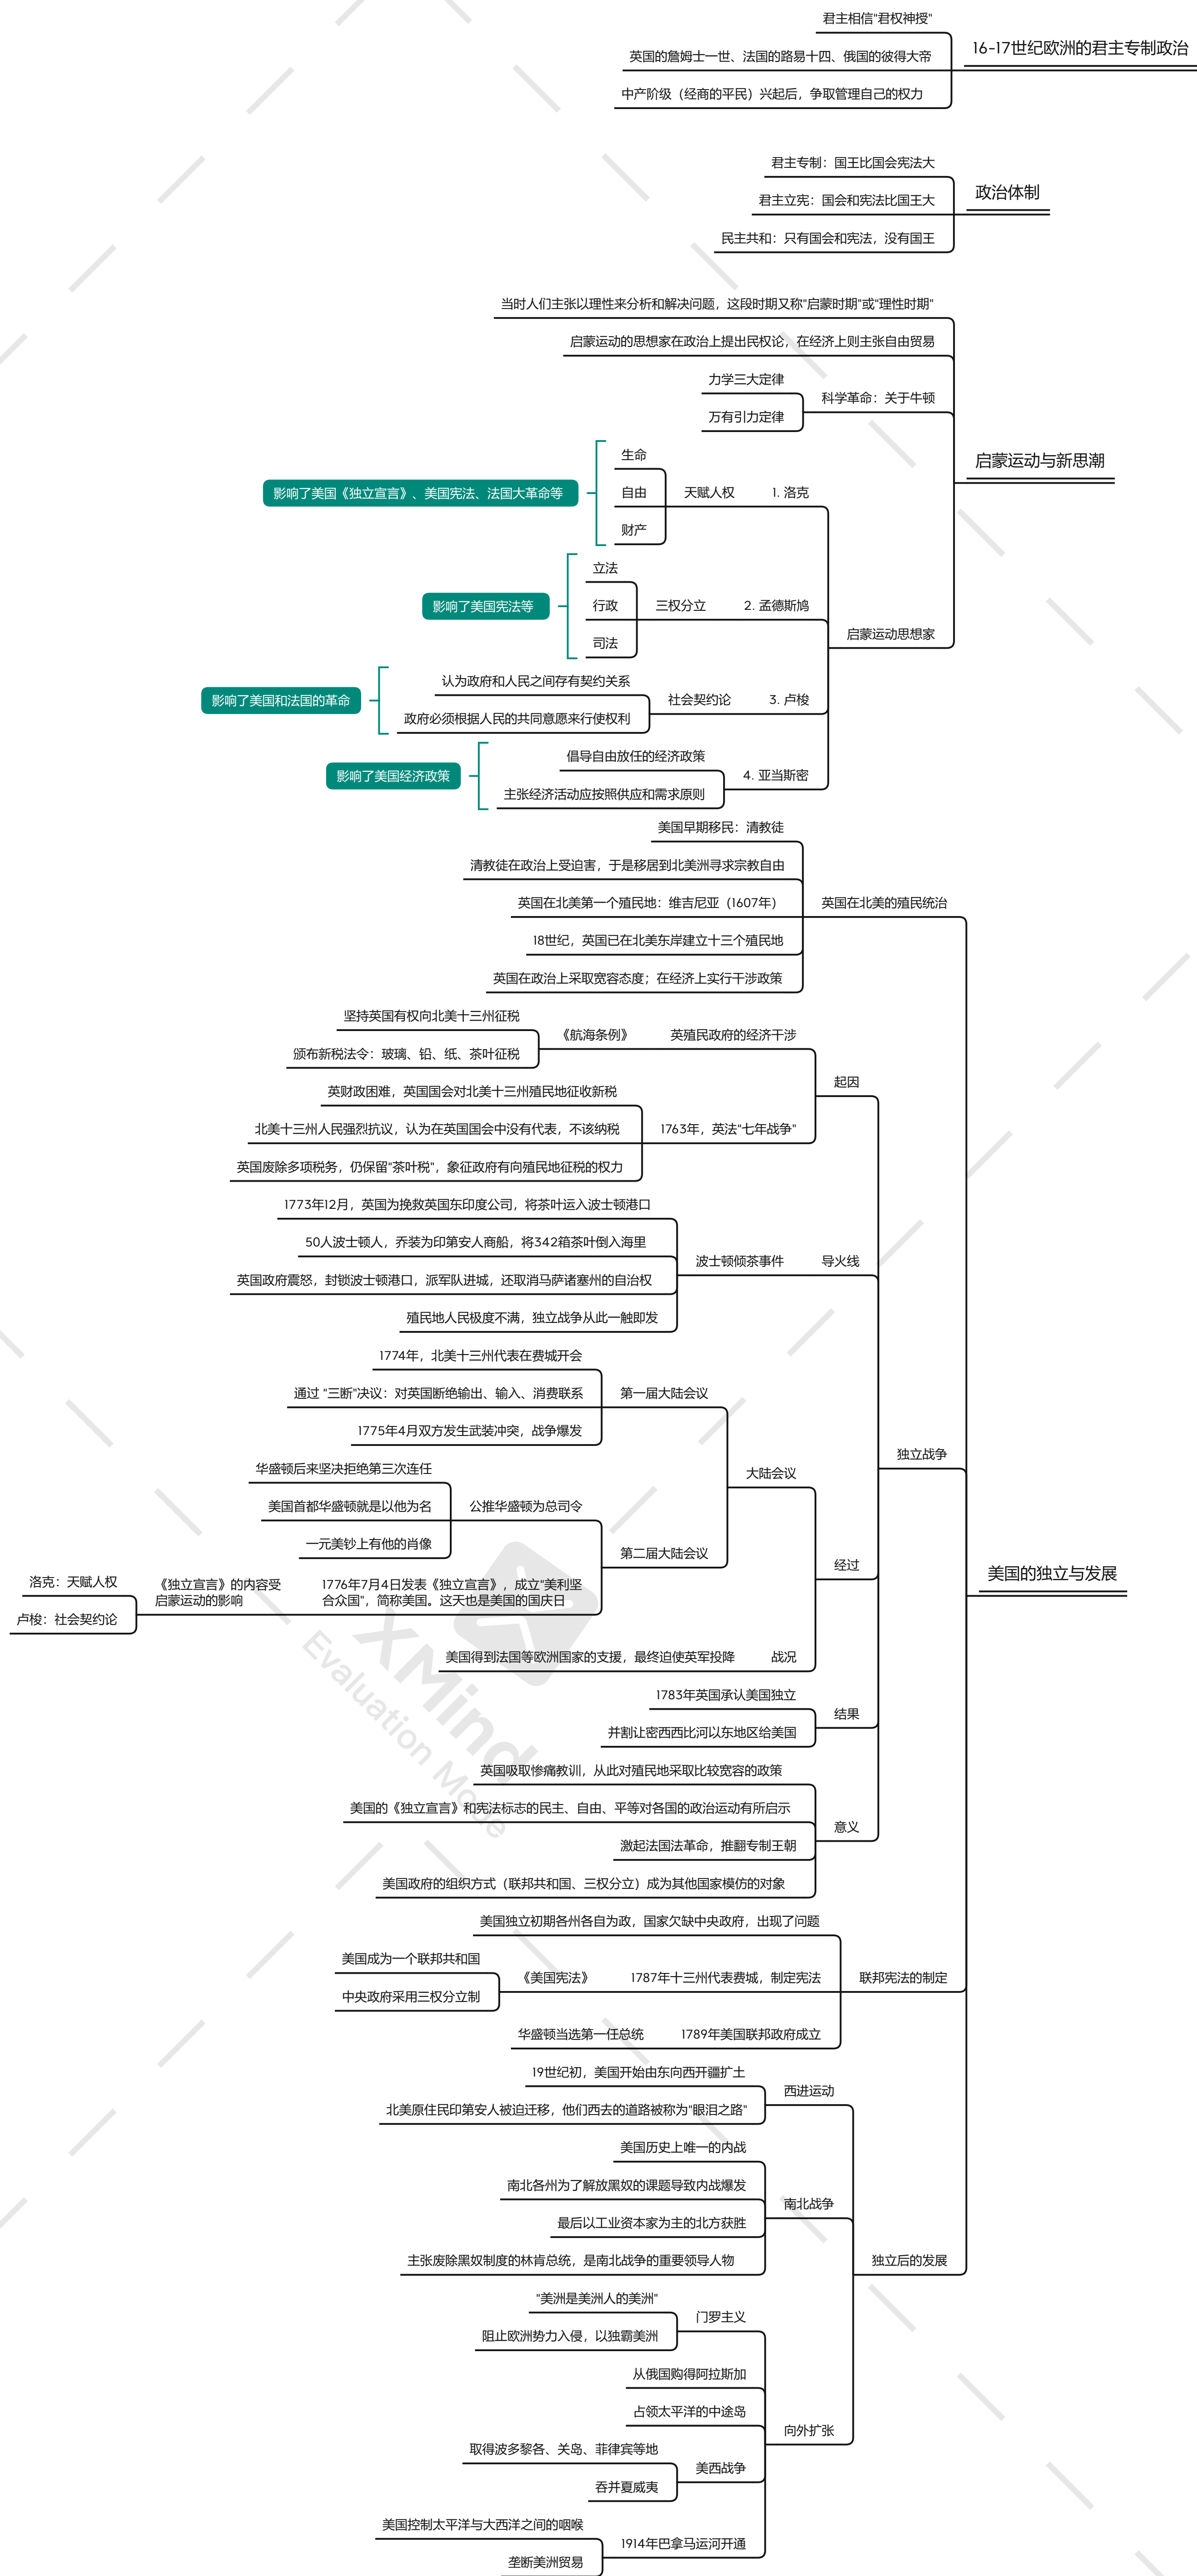 16-17世纪欧洲的君主专制政治
君主相信"君权神授"
英国的詹姆士一世、法国的路易十四、俄国的彼得大帝
中产阶级（经商的平民）兴起后，争取管理自己的权力
政治体制
君主专制：国王比国会宪法大
君主立宪：国会和宪法比国王大
民主共和：只有国会和宪法，没有国王
启蒙运动与新思潮
当时人们主张以理性来分析和解决问题，这段时期又称"启蒙时期"或"理性时期"
启蒙运动的思想家在政治上提出民权论，在经济上则主张自由贸易
科学革命：关于牛顿
力学三大定律
万有引力定律
启蒙运动思想家
1. 洛克
天赋人权
生命
自由
财产
影响了美国《独立宣言》、美国宪法、法国大革命等
2. 孟德斯鸠
三权分立
立法
行政
司法
影响了美国宪法等
3. 卢梭
社会契约论
认为政府和人民之间存有契约关系
政府必须根据人民的共同意愿来行使权利
影响了美国和法国的革命
4. 亚当斯密
倡导自由放任的经济政策
主张经济活动应按照供应和需求原则
影响了美国经济政策
美国的独立与发展
英国在北美的殖民统治
美国早期移民：清教徒
清教徒在政治上受迫害，于是移居到北美洲寻求宗教自由
英国在北美第一个殖民地：维吉尼亚（1607年）
18世纪，英国已在北美东岸建立十三个殖民地
英国在政治上采取宽容态度；在经济上实行干涉政策
独立战争
起因
英殖民政府的经济干涉
《航海条例》
坚持英国有权向北美十三州征税
颁布新税法令：玻璃、铅、纸、茶叶征税
1763年，英法"七年战争"
英财政困难，英国国会对北美十三州殖民地征收新税
北美十三州人民强烈抗议，认为在英国国会中没有代表，不该纳税
英国废除多项税务，仍保留"茶叶税"，象征政府有向殖民地征税的权力
导火线
波士顿倾茶事件
1773年12月，英国为挽救英国东印度公司，将茶叶运入波士顿港口
50人波士顿人，乔装为印第安人商船，将342箱茶叶倒入海里
英国政府震怒，封锁波士顿港口，派军队进城，还取消马萨诸塞州的自治权
殖民地人民极度不满，独立战争从此一触即发
经过
大陆会议
第一届大陆会议
1774年，北美十三州代表在费城开会
通过 "三断"决议：对英国断绝输出、输入、消费联系
1775年4月双方发生武装冲突，战争爆发
第二届大陆会议
公推华盛顿为总司令
华盛顿后来坚决拒绝第三次连任
美国首都华盛顿就是以他为名
一元美钞上有他的肖像
1776年7月4日发表《独立宣言》，成立"美利坚
合众国"，简称美国。这天也是美国的国庆日
《独立宣言》的内容受
启蒙运动的影响
洛克：天赋人权
卢梭：社会契约论
战况
美国得到法国等欧洲国家的支援，最终迫使英军投降
结果
1783年英国承认美国独立
并割让密西西比河以东地区给美国
意义
英国吸取惨痛教训，从此对殖民地采取比较宽容的政策
美国的《独立宣言》和宪法标志的民主、自由、平等对各国的政治运动有所启示
激起法国法革命，推翻专制王朝
美国政府的组织方式（联邦共和国、三权分立）成为其他国家模仿的对象
联邦宪法的制定
美国独立初期各州各自为政，国家欠缺中央政府，出现了问题
1787年十三州代表费城，制定宪法
《美国宪法》
美国成为一个联邦共和国
中央政府采用三权分立制
1789年美国联邦政府成立
华盛顿当选第一任总统
独立后的发展
西进运动
19世纪初，美国开始由东向西开疆扩土
北美原住民印第安人被迫迁移，他们西去的道路被称为"眼泪之路"
南北战争
美国历史上唯一的内战
南北各州为了解放黑奴的课题导致内战爆发
最后以工业资本家为主的北方获胜
主张废除黑奴制度的林肯总统，是南北战争的重要领导人物
向外扩张
门罗主义
"美洲是美洲人的美洲"
阻止欧洲势力入侵，以独霸美洲
从俄国购得阿拉斯加
占领太平洋的中途岛
美西战争
取得波多黎各、关岛、菲律宾等地
吞并夏威夷
1914年巴拿马运河开通
美国控制太平洋与大西洋之间的咽喉
垄断美洲贸易
XMind
Evaluation Mode